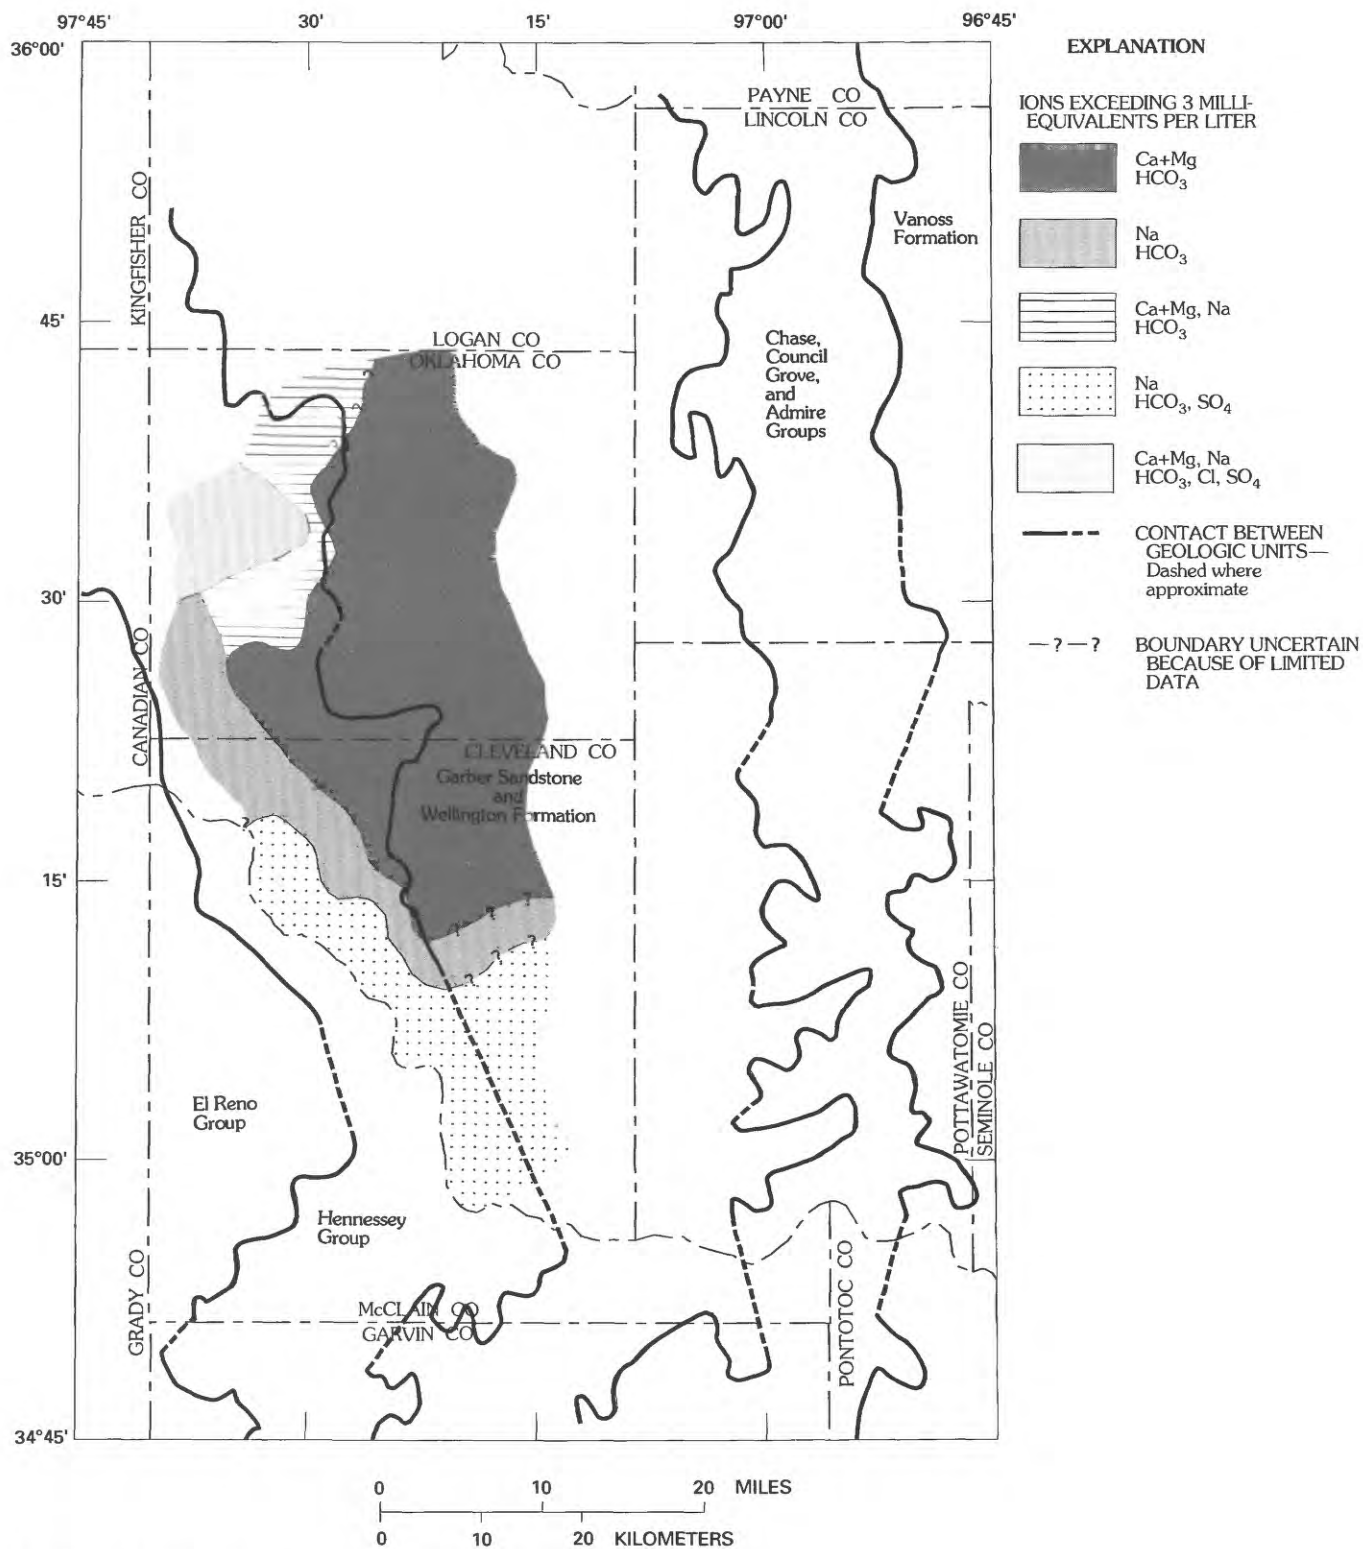 97°45'
30'
15'
97°00'
96°45'
36°00'
45'
30'
15'
35°00'
34°45'
PAYNE CO
LINCOLN CO
KINGFISHER CO
Vanoss
Formation
LOGAN CO
OKLAHOMA CO
Chase,
Council
Grove,
and
Admire
Groups
CANADIAN CO
CLEVELAND CO
Garber Sandstone
and
Wellington Formation
?
?
?
?
?
?
?
?
?
?
POTTAWATOMIE CO
SEMINOLE CO
El Reno
Group
Hennessey
Group
GRADY CO
McCLAIN CO
GARVIN CO
PONTOTOC CO
0 10 20 MILES
0 10 20 KILOMETERS
EXPLANATION
IONS EXCEEDING 3 MILLI-
EQUIVALENTS PER LITER
Ca+Mg
HCO₃
Na
HCO₃
Ca+Mg, Na
HCO₃
Na
HCO₃, SO₄
Ca+Mg, Na
HCO₃, Cl, SO₄
CONTACT BETWEEN
GEOLOGIC UNITS—
Dashed where
approximate
—?—?
BOUNDARY UNCERTAIN
BECAUSE OF LIMITED
DATA